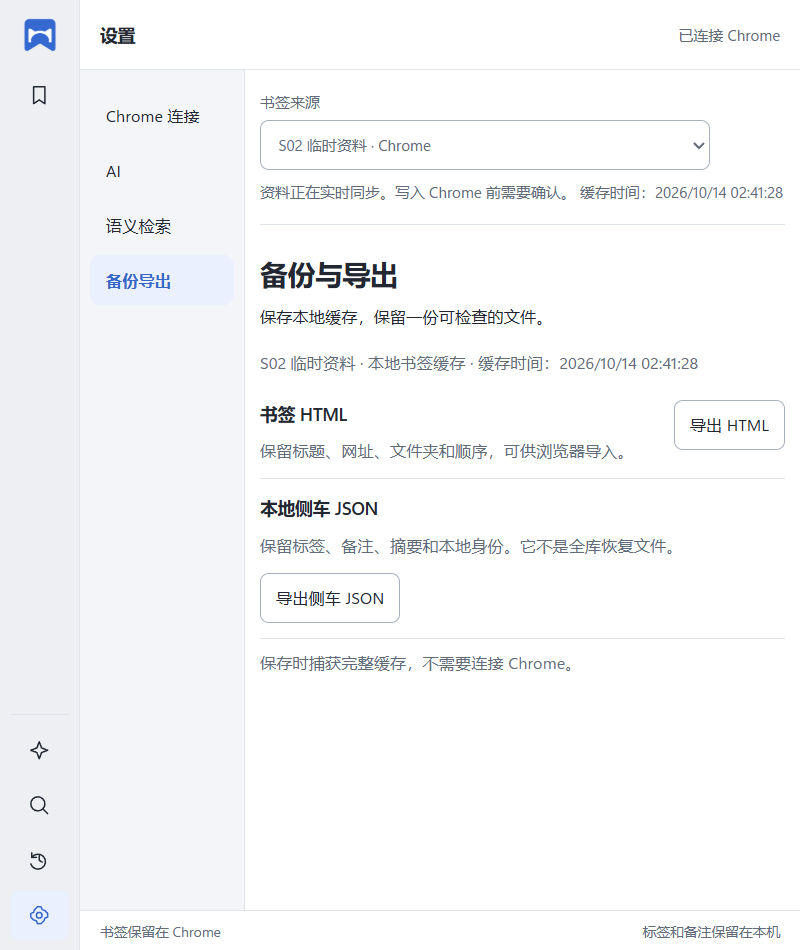 设置
已连接 Chrome
Chrome 连接
AI
语义检索
备份导出
书签来源
S02 临时资料 · Chrome
资料正在实时同步。写入 Chrome 前需要确认。 缓存时间：2026/10/14 02:41:28
备份与导出
保存本地缓存，保留一份可检查的文件。
S02 临时资料 · 本地书签缓存 · 缓存时间：2026/10/14 02:41:28
书签 HTML
保留标题、网址、文件夹和顺序，可供浏览器导入。
导出 HTML
本地侧车 JSON
保留标签、备注、摘要和本地身份。它不是全库恢复文件。
导出侧车 JSON
保存时捕获完整缓存，不需要连接 Chrome。
书签保留在 Chrome
标签和备注保留在本机